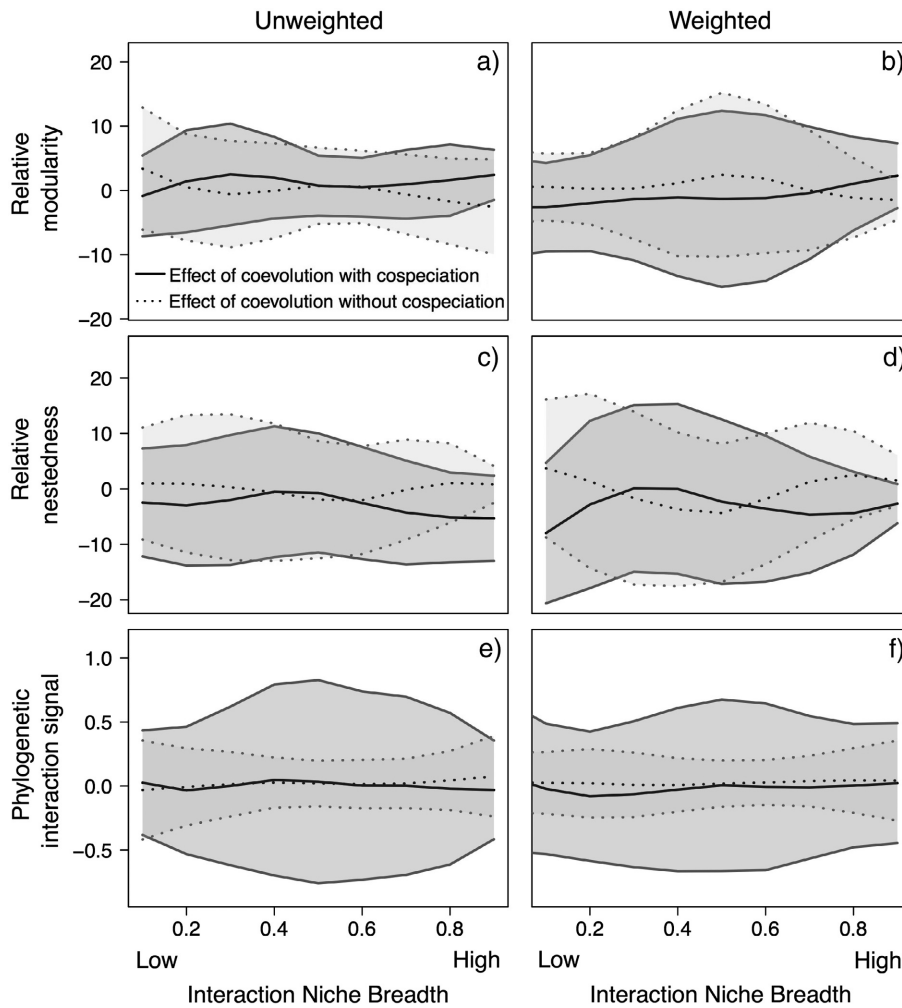 Unweighted
Weighted
a)
b)
20
10
0
−10
−20
Relative
modularity
Effect of coevolution with cospeciation
Effect of coevolution without cospeciation
c)
d)
20
10
0
−10
−20
Relative
nestedness
e)
f)
1.0
0.5
0.0
−0.5
Phylogenetic
interaction signal
0.2
0.4
0.6
0.8
0.2
0.4
0.6
0.8
Low
High
Low
High
Interaction Niche Breadth
Interaction Niche Breadth